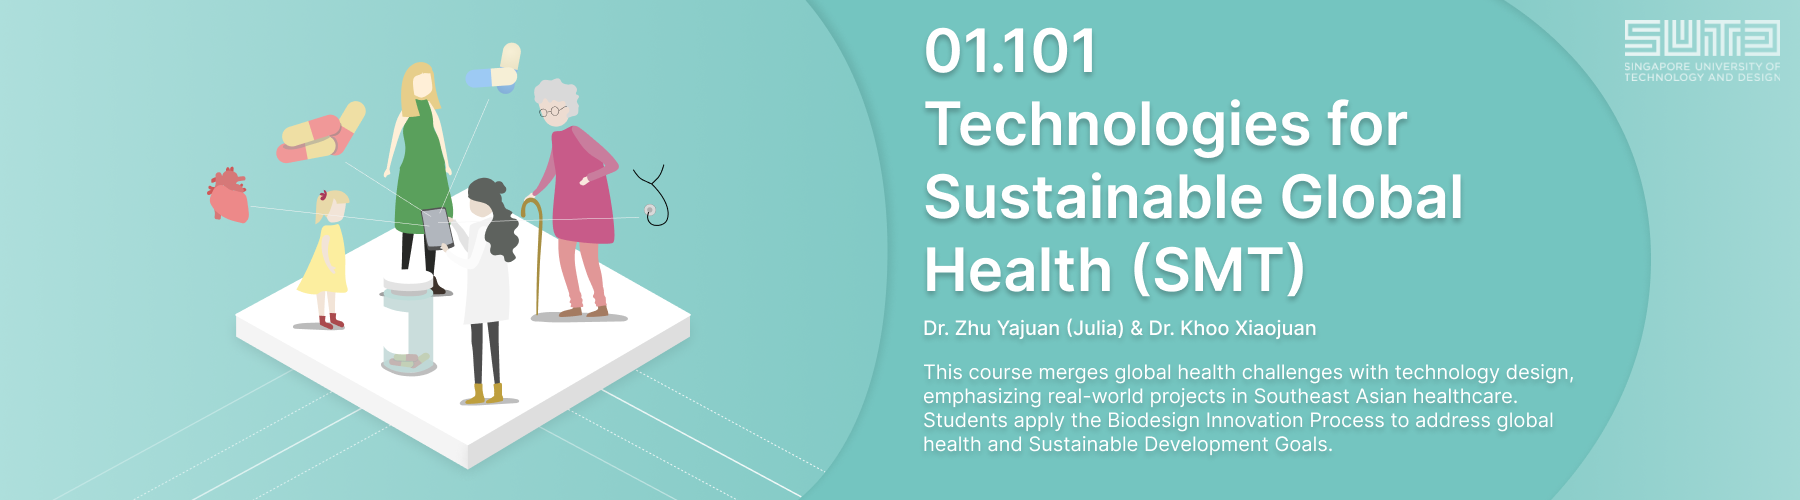 01.101
Technologies for
Sustainable Global
Health (SMT)
Dr. Zhu Yajuan (Julia) & Dr. Khoo Xiaojuan
This course merges global health challenges with technology design,
emphasizing real-world projects in Southeast Asian healthcare.
Students apply the Biodesign Innovation Process to address global
health and Sustainable Development Goals.
SUTD
SINGAPORE UNIVERSITY OF
TECHNOLOGY AND DESIGN